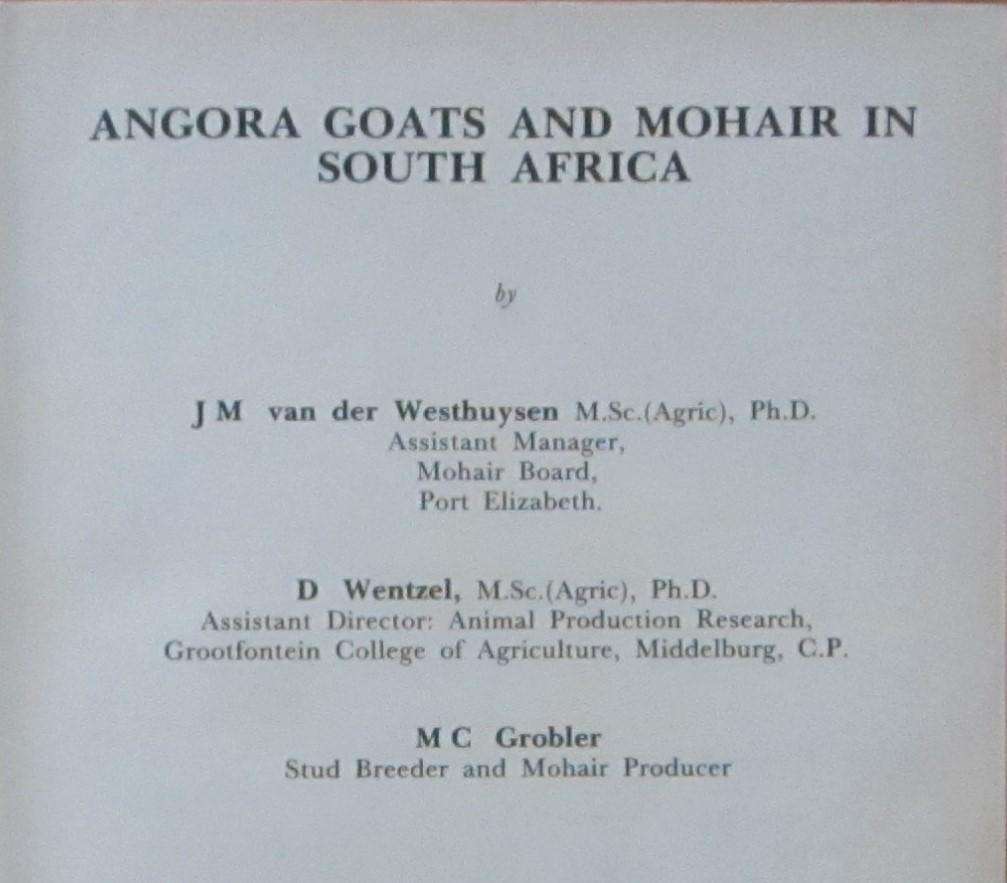 ANGORA GOATS AND MOHAIR IN
SOUTH AFRICA
by
J M van der Westhuysen M.Sc.(Agric), Ph.D.
Assistant Manager,
Mohair Board,
Port Elizabeth.
D Wentzel, M.Sc.(Agric), Ph.D.
Assistant Director: Animal Production Research,
Grootfontein College of Agriculture, Middelburg, C.P.
M C Grobler
Stud Breeder and Mohair Producer